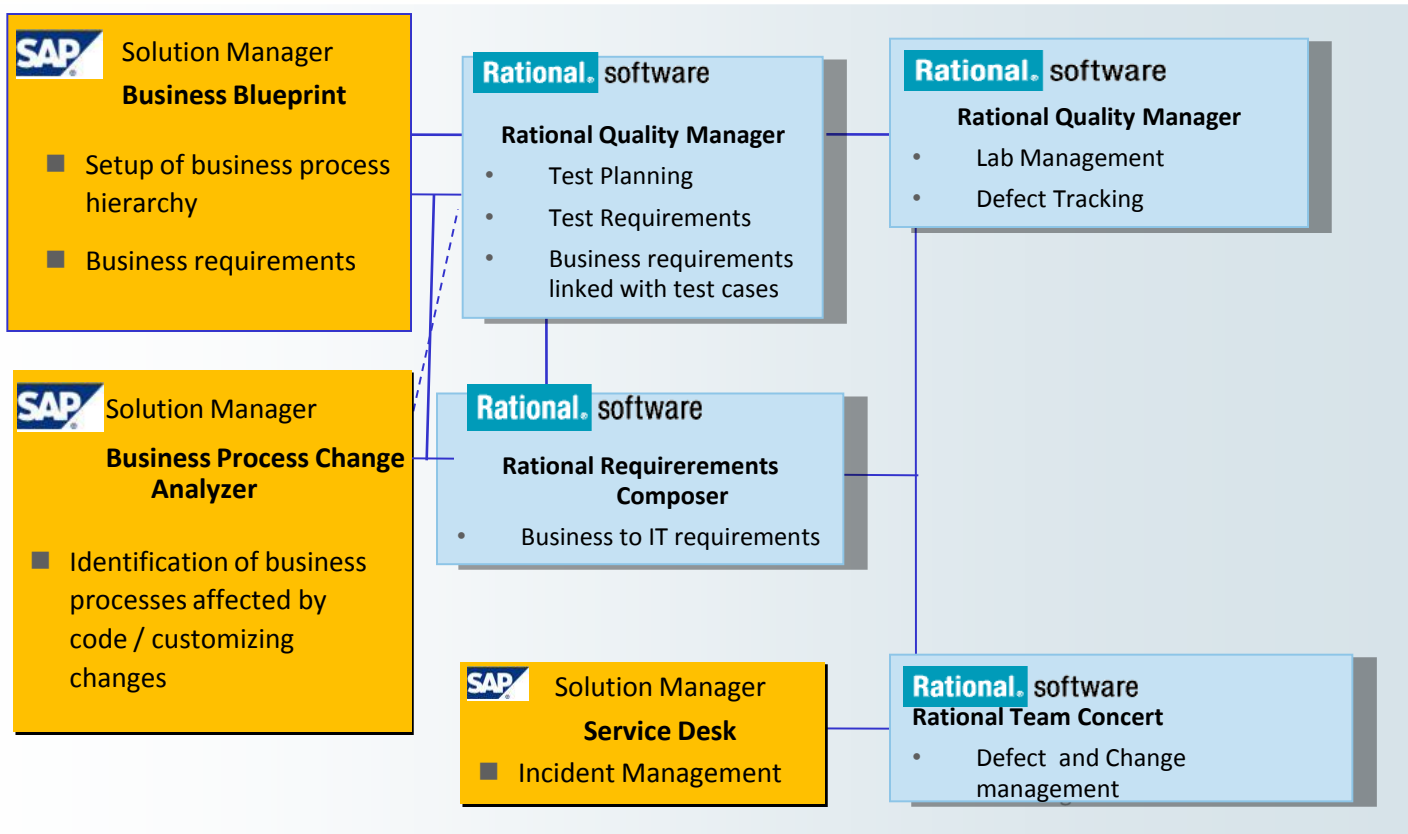 SAP
Solution Manager
Business Blueprint
Setup of business process
hierarchy
Business requirements
Rational. software
Rational Quality Manager
• Test Planning
• Test Requirements
• Business requirements
linked with test cases
Rational. software
Rational Quality Manager
• Lab Management
• Defect Tracking
SAP
Solution Manager
Business Process Change
Analyzer
Identification of business
processes affected by
code / customizing
changes
Rational. software
Rational Requirerements
Composer
• Business to IT requirements
SAP
Solution Manager
Service Desk
Incident Management
Rational. software
Rational Team Concert
• Defect and Change
management